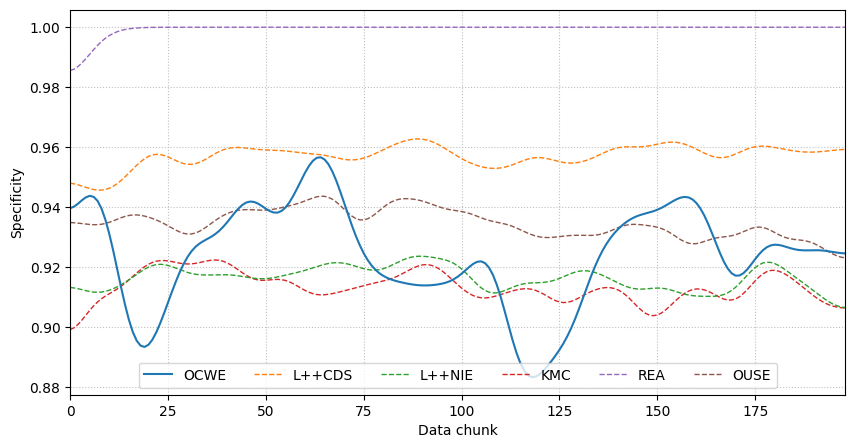 1.00
0.98
0.96
0.94
0.92
0.90
0.88
Specificity
OCWE L++CDS L++NIE KMC REA OUSE
0 25 50 75 100 125 150 175
Data chunk